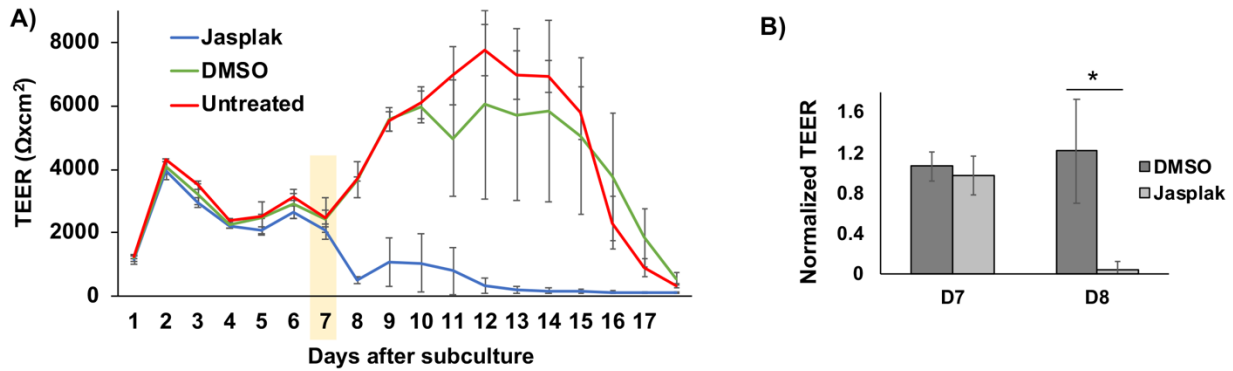 A)
TEER (Ωxcm²)
8000
6000
4000
2000
0
Jasplak
DMSO
Untreated
1 2 3 4 5 6 7 8 9 10 11 12 13 14 15 16 17
Days after subculture
B)
Normalized TEER
1.6
1.2
0.8
0.4
0
*
D7 D8
DMSO
Jasplak